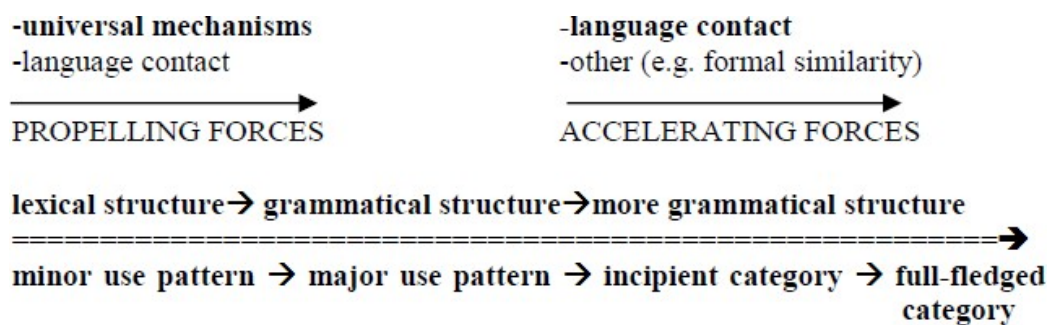 -universal mechanisms
-language contact
PROPELLING FORCES
-language contact
-other (e.g. formal similarity)
ACCELERATING FORCES
lexical structure→ grammatical structure→more grammatical structure
minor use pattern → major use pattern → incipient category → full-fledged
category